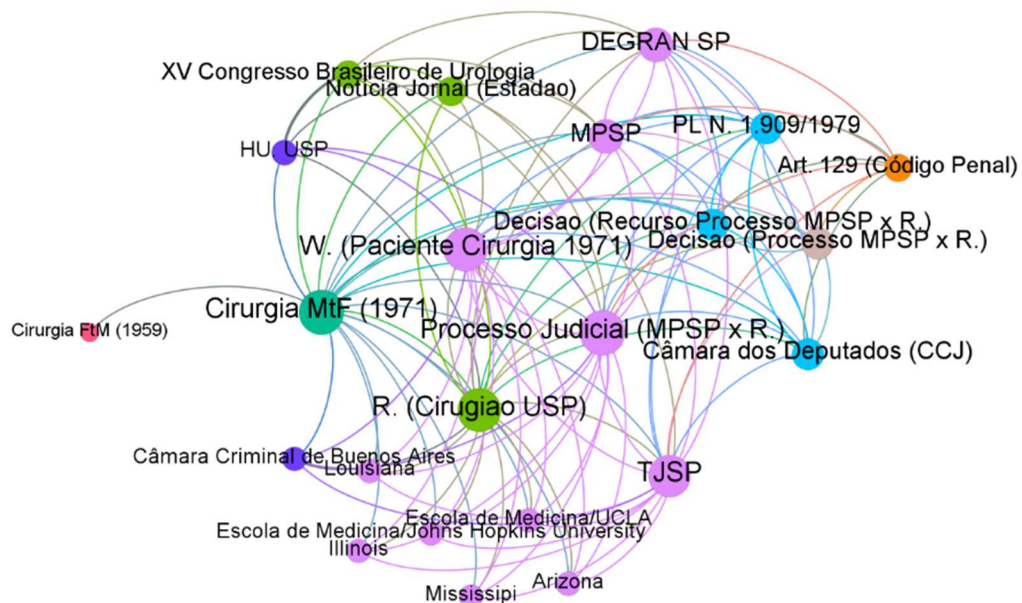 DEGRAN SP
XV Congresso Brasileiro de Urologia
Noticia Jornal (Estadao)
PL N. 1.909/1979
MPSP
HU. USP
Art. 129 (Código Penal)
Decisao (Recurso Processo MPSP x R.)
W. (Paciente Cirurgia 1971)
Decisao (Processo MPSP x R.)
Cirurgia MtF (1971)
Cirurgia FtM (1959)
Processo Judicial (MPSP x R.)
Câmara dos Deputados (CCJ)
R. (Cirugiao USP)
Câmara Criminal de Buenos Aires
Louisiana
TJSP
Escola de Medicina/UCLA
Escola de Medicina/Johns Hopkins University
Illinois
Arizona
Mississipi